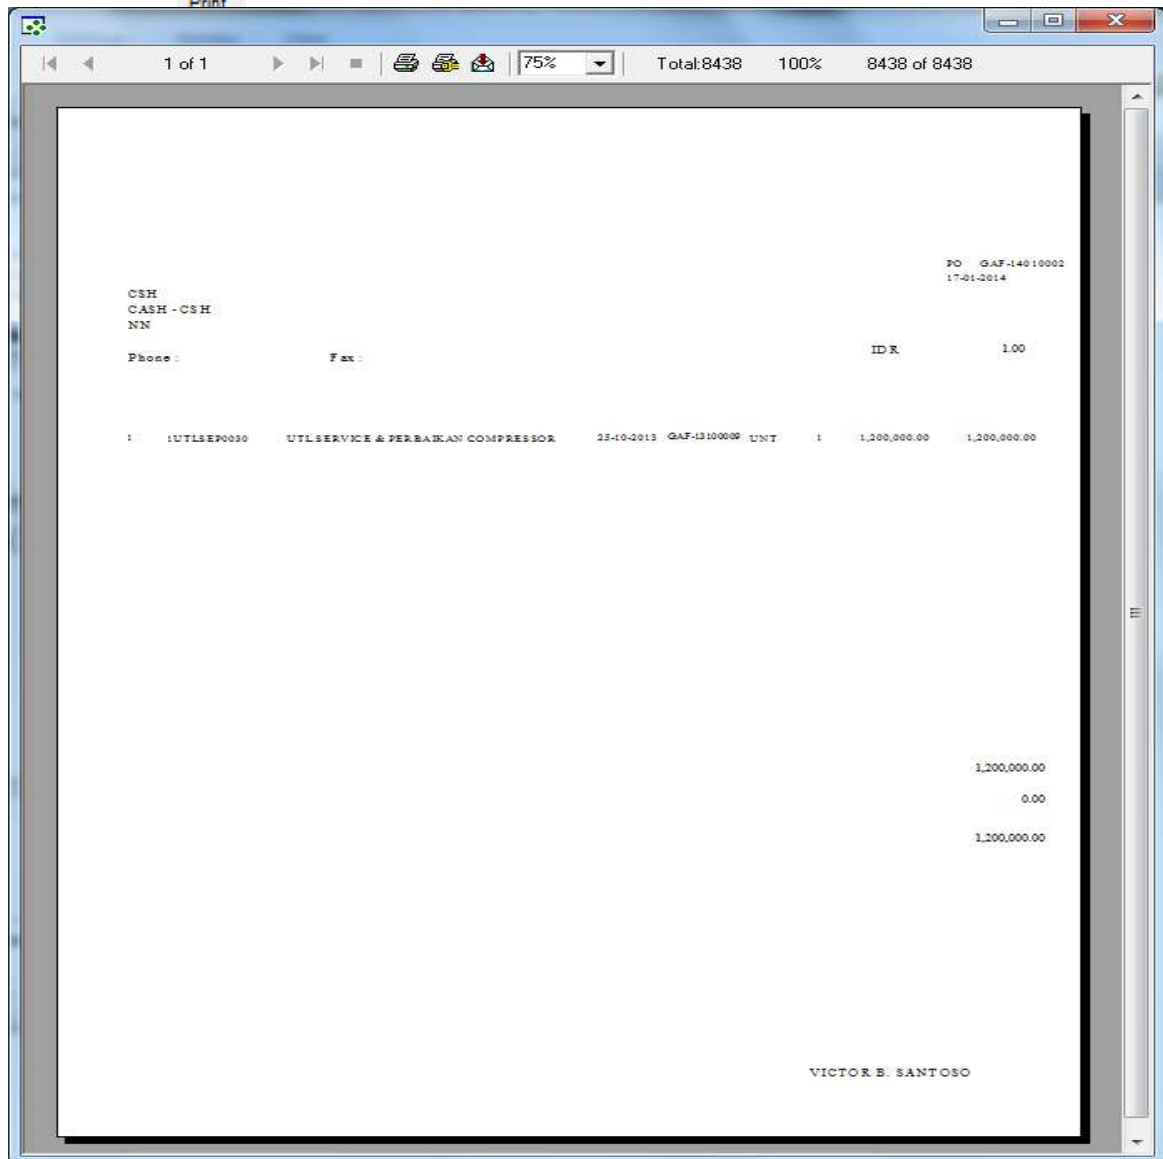 Print
1 of 1 75% Total:8438 100% 8438 of 8438
PO GAF-14010002
17-01-2014
CSH
CASH - CSH
NN
IDR 1.00
Phone : Fax :
1 1UTLSEP0030 UTL SERVICE & PERBAIKAN COMPRESSOR 25-10-2013 GAF-13100009 UNT 1 1,200,000.00 1,200,000.00
1,200,000.00
0.00
1,200,000.00
VICTOR B. SANTOSO